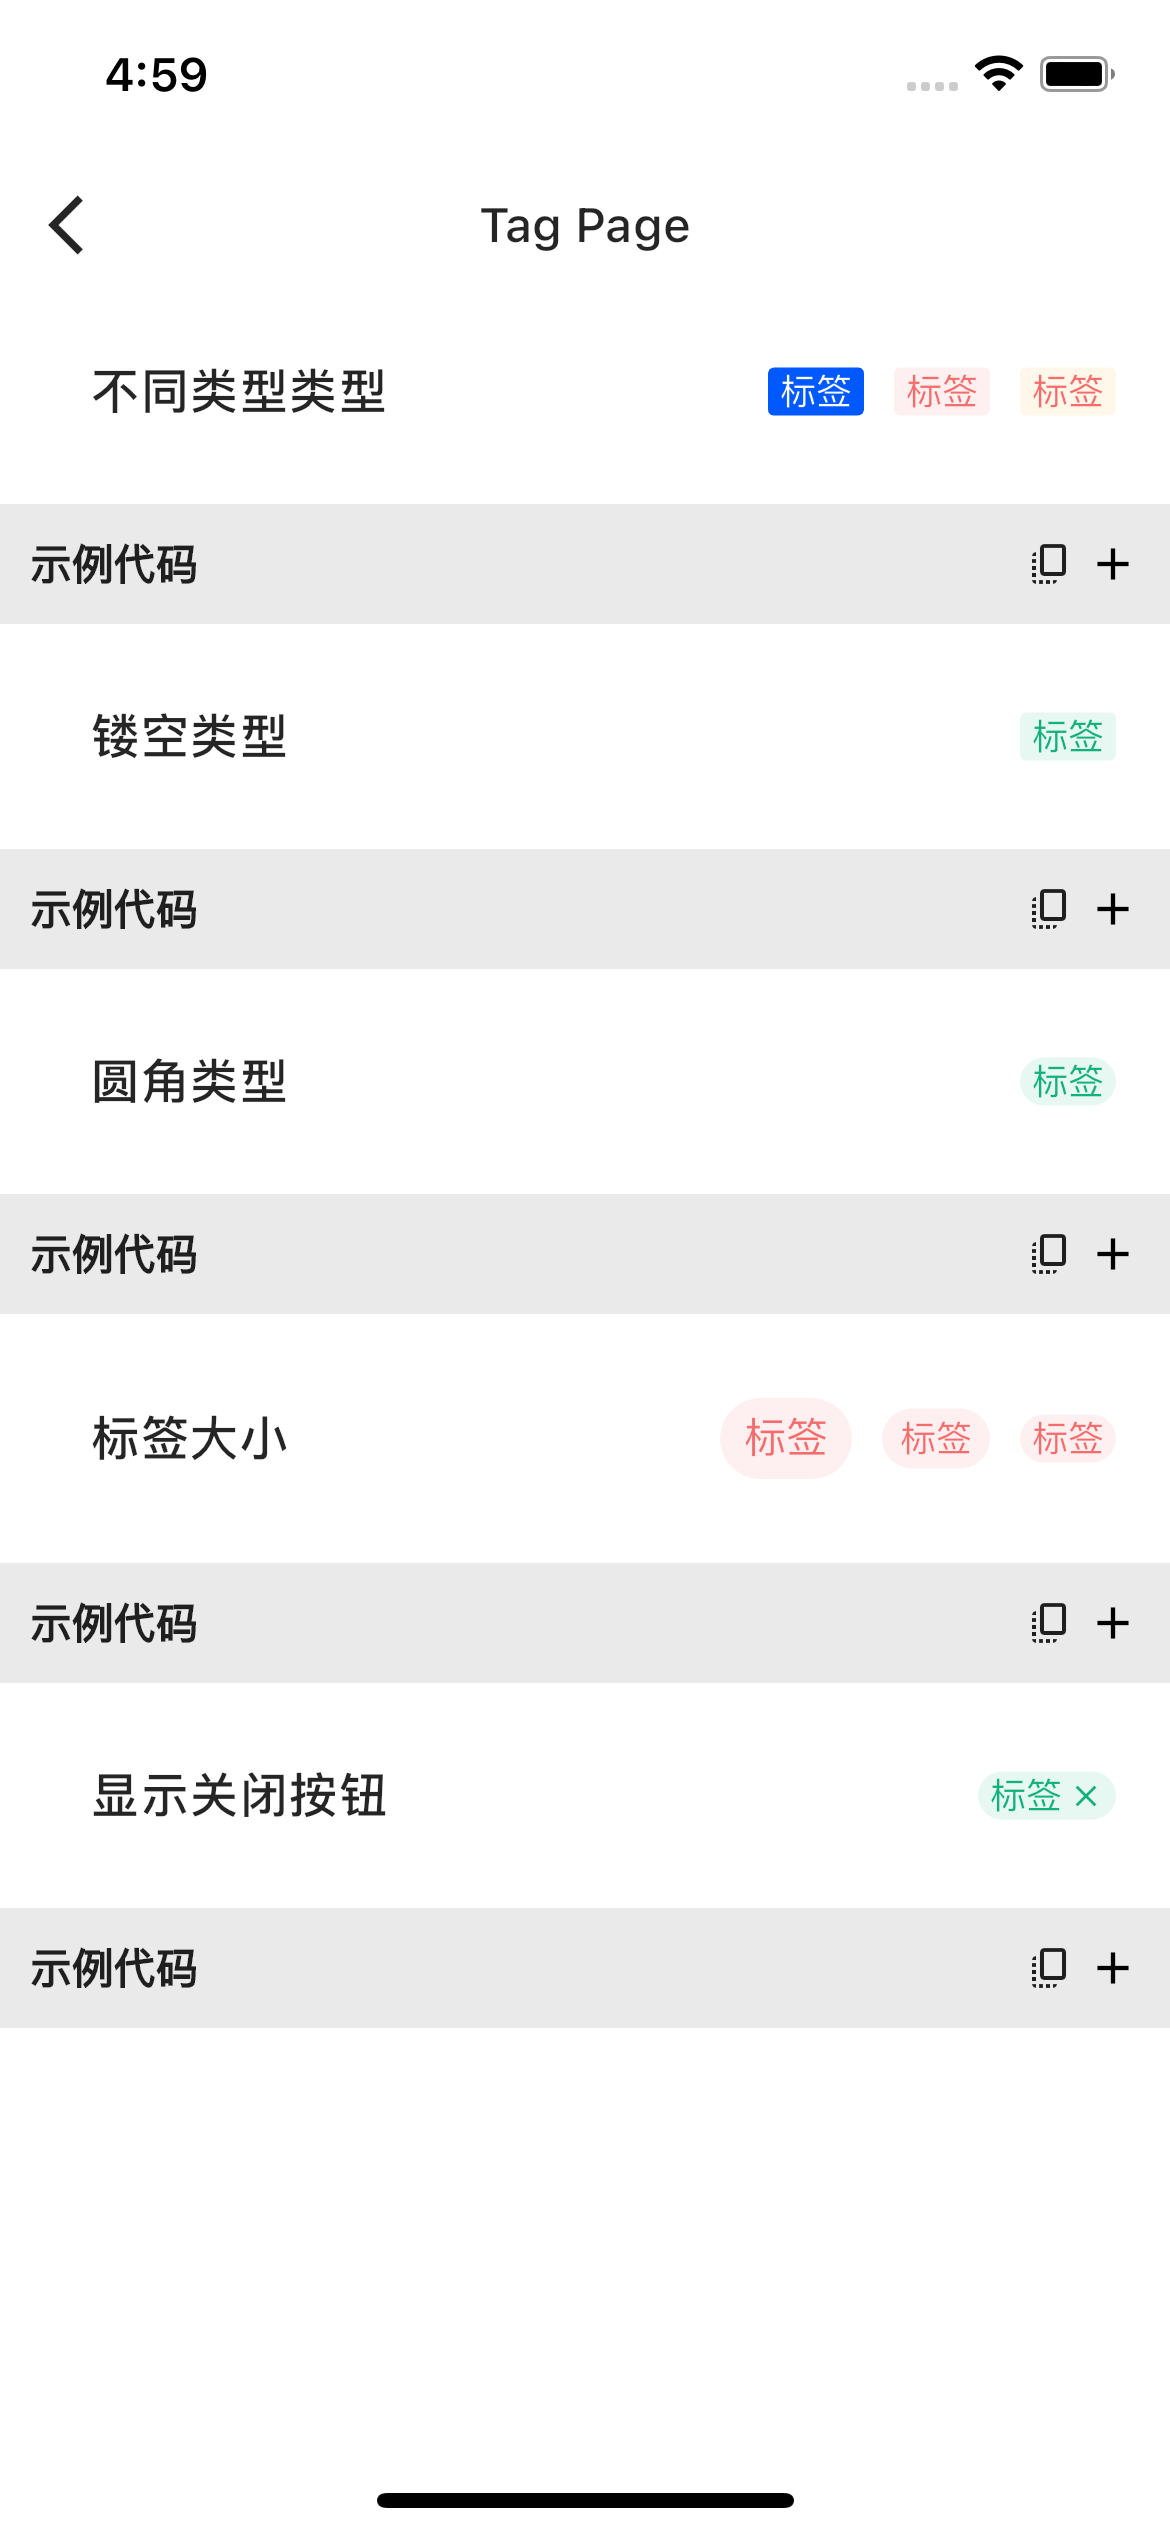 4:59
Tag Page
不同类型类型 标签 标签 标签
示例代码
镂空类型 标签
示例代码
圆角类型 标签
示例代码
标签大小 标签 标签 标签
示例代码
显示关闭按钮 标签
示例代码